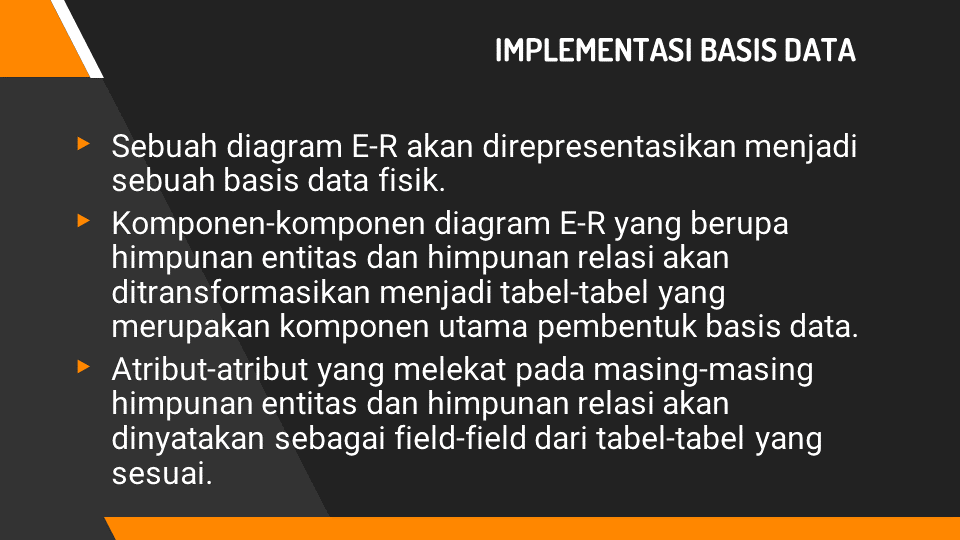 IMPLEMENTASI BASIS DATA
Sebuah diagram E-R akan direpresentasikan menjadi
sebuah basis data fisik.
Komponen-komponen diagram E-R yang berupa
himpunan entitas dan himpunan relasi akan
ditransformasikan menjadi tabel-tabel yang
merupakan komponen utama pembentuk basis data.
Atribut-atribut yang melekat pada masing-masing
himpunan entitas dan himpunan relasi akan
dinyatakan sebagai field-field dari tabel-tabel yang
sesuai.